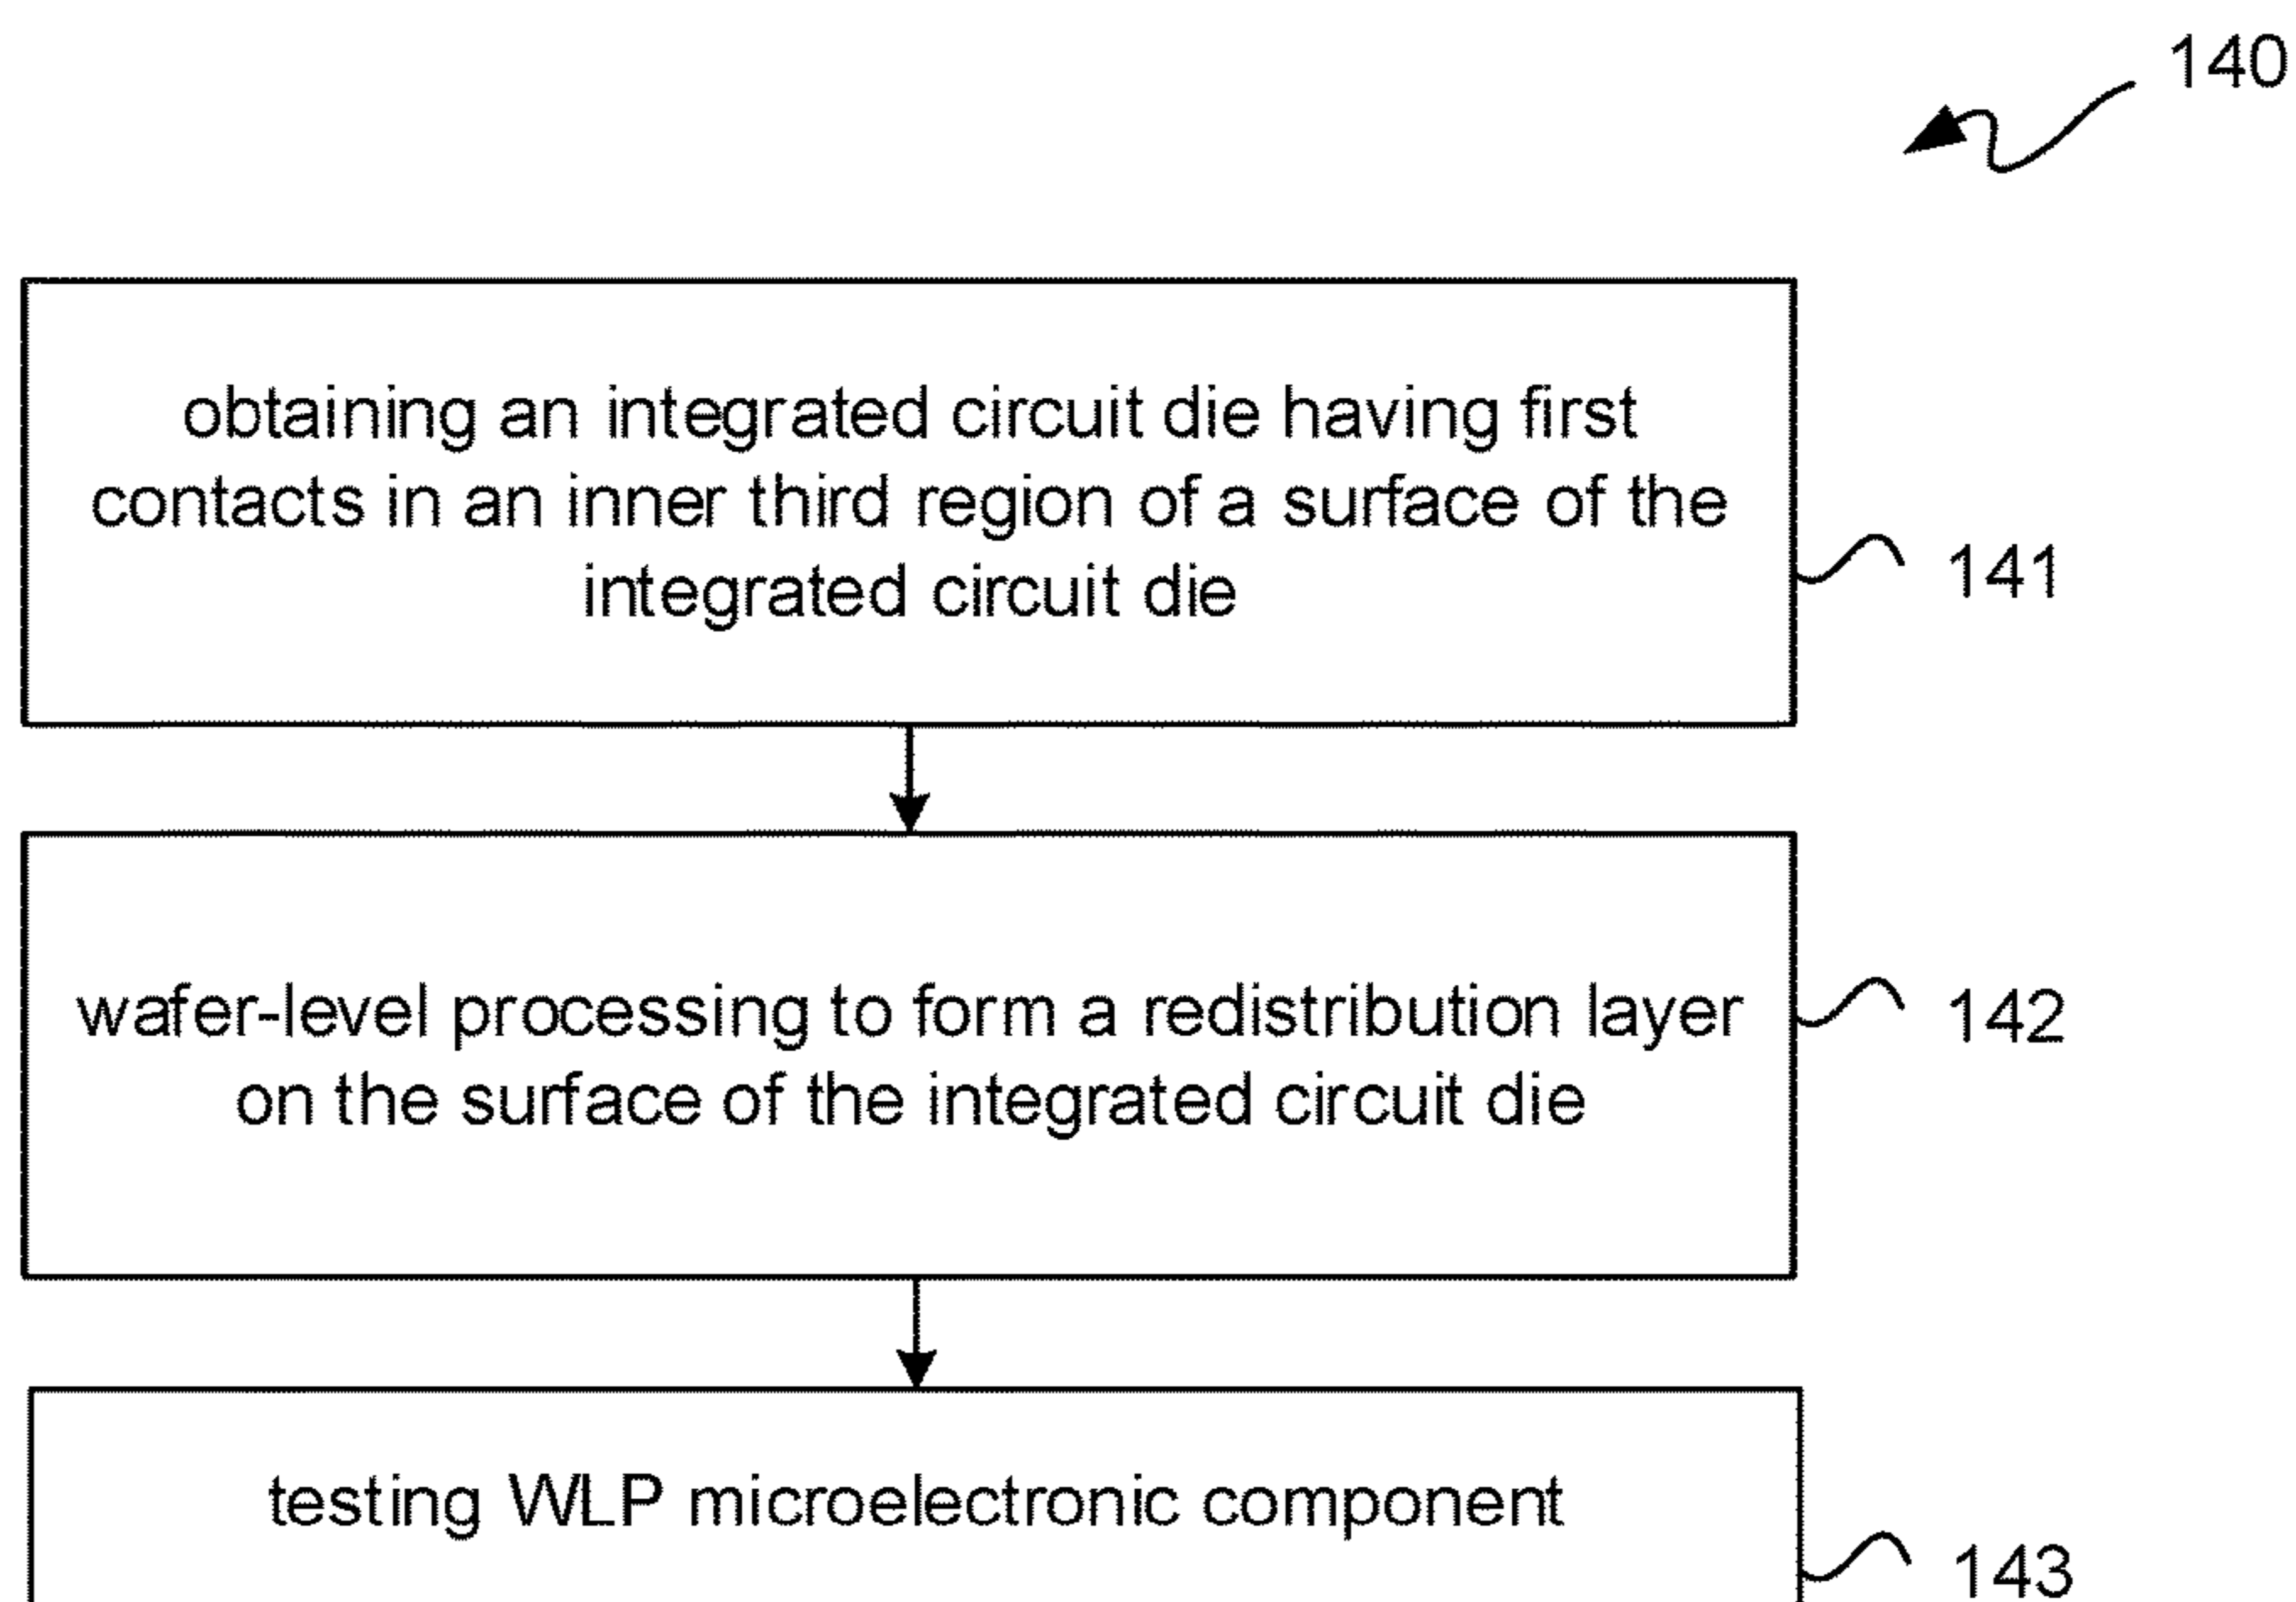 140
obtaining an integrated circuit die having first
contacts in an inner third region of a surface of the
integrated circuit die
141
wafer-level processing to form a redistribution layer
on the surface of the integrated circuit die
142
testing WLP microelectronic component
143